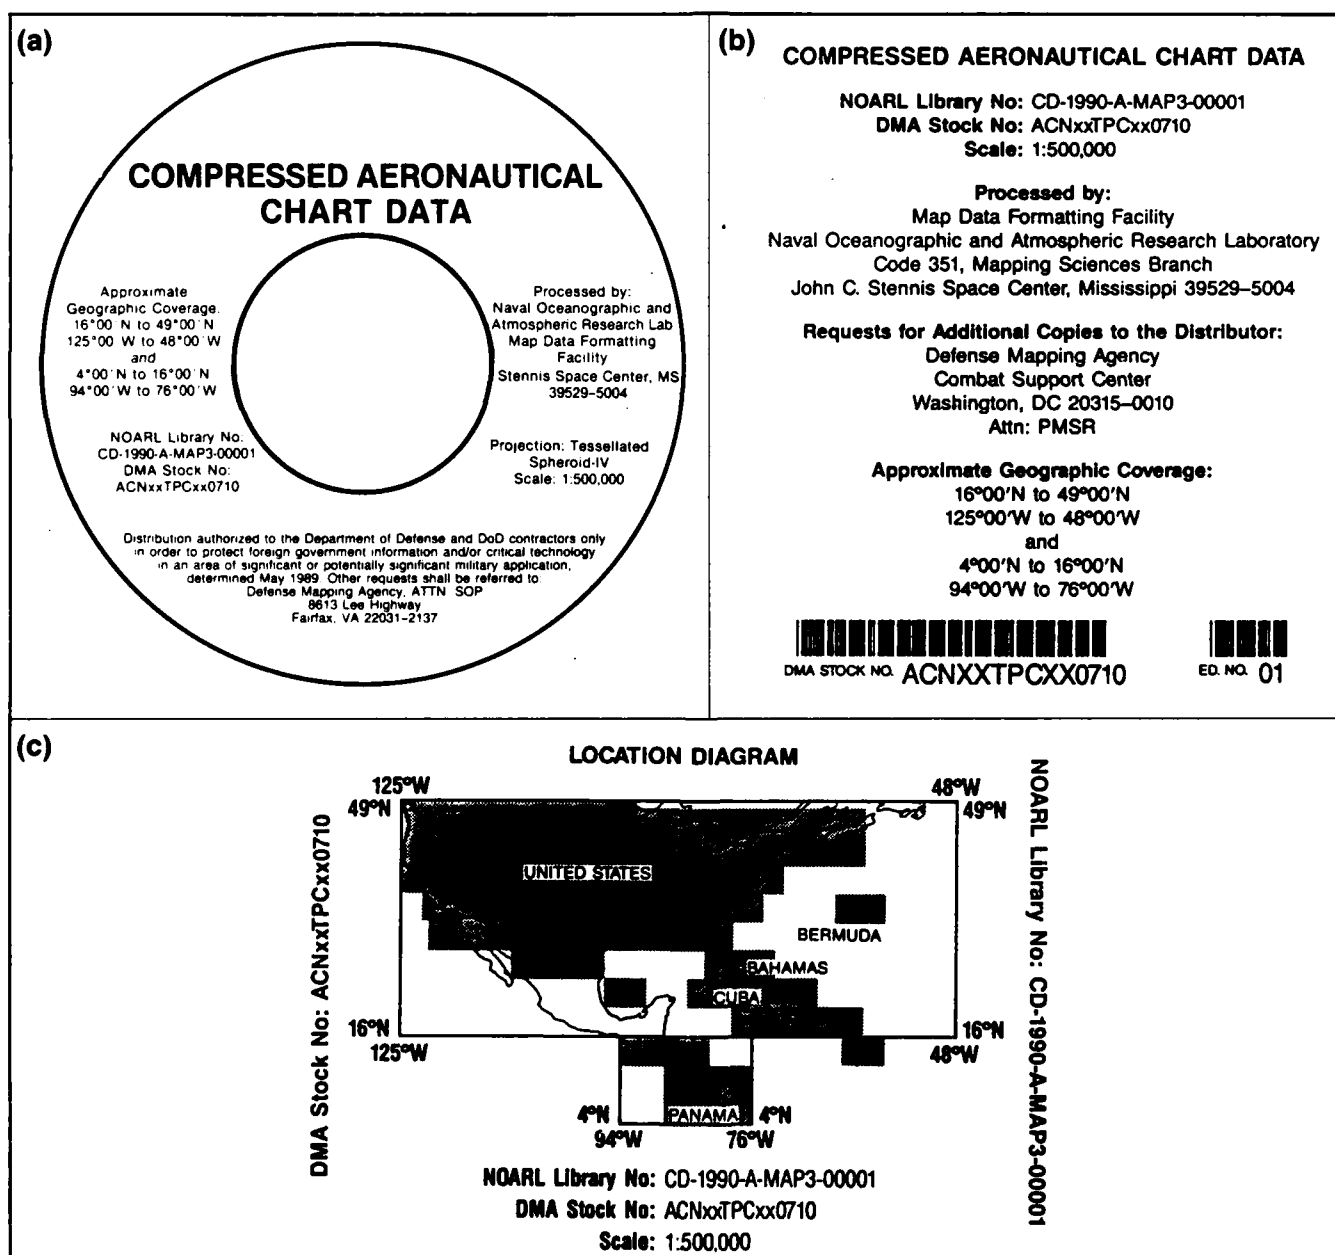 (a)
COMPRESSED AERONAUTICAL
CHART DATA
Approximate
Geographic Coverage.
16°00'N to 49°00'N
125°00 W to 48°00'W
and
4°00'N to 16°00'N
94°00'W to 76°00'W
NOARL Library No:
CD-1990-A-MAP3-00001
DMA Stock No:
ACNxxTPCxx0710
Processed by:
Naval Oceanographic and
Atmospheric Research Lab
Map Data Formatting
Facility
Stennis Space Center, MS
39529-5004
Projection: Tessellated
Spheroid-IV
Scale: 1:500,000
Distribution authorized to the Department of Defense and DoD contractors only
in order to protect foreign government information and/or critical technology
in an area of significant or potentially significant military application,
determined May 1989. Other requests shall be referred to
Defense Mapping Agency, ATTN SOP
8613 Lee Highway
Fairfax, VA 22031-2137
(b)
COMPRESSED AERONAUTICAL CHART DATA
NOARL Library No: CD-1990-A-MAP3-00001
DMA Stock No: ACNxxTPCxx0710
Scale: 1:500,000
Processed by:
Map Data Formatting Facility
Naval Oceanographic and Atmospheric Research Laboratory
Code 351, Mapping Sciences Branch
John C. Stennis Space Center, Mississippi 39529-5004
Requests for Additional Copies to the Distributor:
Defense Mapping Agency
Combat Support Center
Washington, DC 20315-0010
Attn: PMSR
Approximate Geographic Coverage:
16°00'N to 49°00'N
125°00'W to 48°00'W
and
4°00'N to 16°00'N
94°00'W to 76°00'W
DMA STOCK NO. ACNXXTPCXX0710 ED. NO. 01
(c)
LOCATION DIAGRAM
DMA Stock No: ACNxxTPCxx0710
125°W 48°W
49°N 49°N
UNITED STATES
BERMUDA
BAHAMAS
CUBA
16°N 16°N
125°W 48°W
4°N PANAMA 4°N
94°W 76°W
NOARL Library No: CD-1990-A-MAP3-00001
NOARL Library No: CD-1990-A-MAP3-00001
DMA Stock No: ACNxxTPCxx0710
Scale: 1:500,000